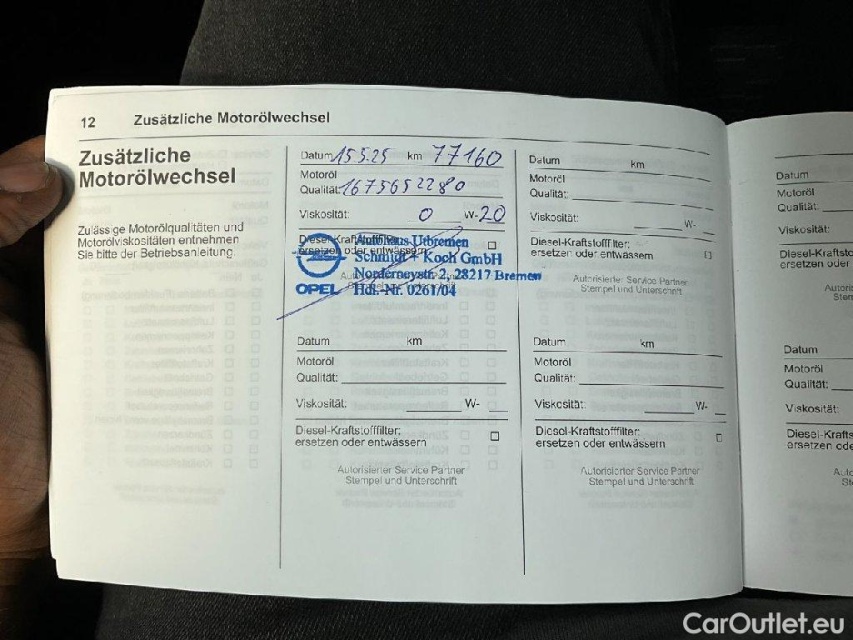 12 Zusätzliche Motorölwechsel
Zusätzliche
Motorölwechsel
Zulässige Motorölqualitäten und
Motorölviskositäten entnehmen
Sie bitte der Betriebsanleitung.
Datum 15.5.25 km 77160
Motoröl
Qualität: 1675652280
Viskosität: 0 W-20
Diesel-Kraftstofffilter:
ersetzen oder entwässern
Autohaus Utbremen
Schmidt + Koch GmbH
Norderneystr. 2, 28217 Bremen
OPEL Hdl.-Nr. 0261/04
Datum km
Motoröl
Qualität:
Viskosität: W-
Diesel-Kraftstofffilter:
ersetzen oder entwässern
Autorisierter Service Partner
Stempel und Unterschrift
Datum km
Motoröl
Qualität:
Viskosität: W-
Diesel-Kraftstofffilter:
ersetzen oder entwässern
Autorisierter Service Partner
Stempel und Unterschrift
Datum km
Motoröl
Qualität:
Viskosität: W-
Diesel-Kraftstofffilter:
ersetzen oder entwässern
Autorisierter Service Partner
Stempel und Unterschrift
Datum
Motoröl
Qualität:
Viskosität:
ersetzen oder
Datum
Motoröl
Qualität:
Viskosität:
CarOutlet.eu